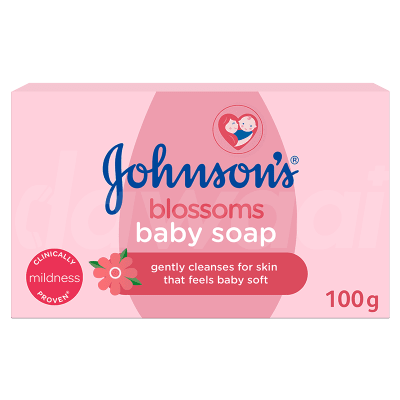 Johnson's®
blossoms
baby soap
gently cleanses for skin
that feels baby soft
CLINICALLY
mildness
PROVEN*
100g